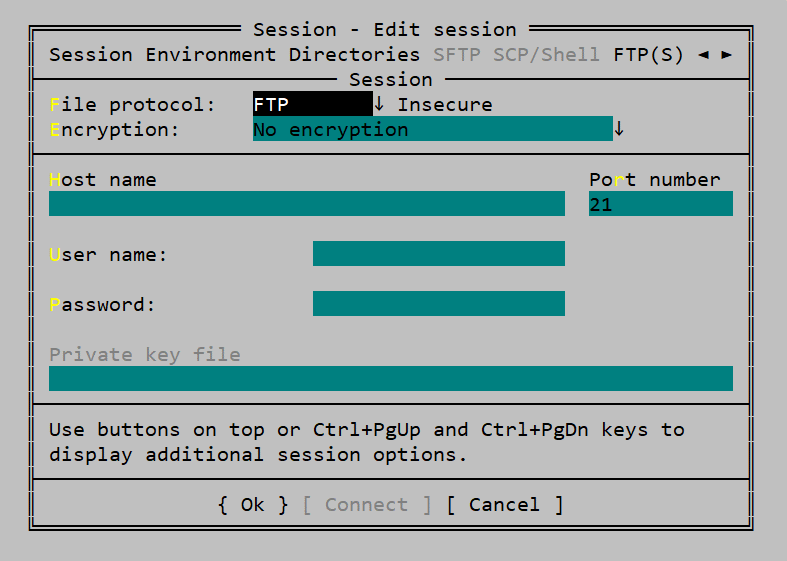 Session - Edit session
Session Environment Directories SFTP SCP/Shell FTP(S) ◄ ►
Session
File protocol: FTP ↓ Insecure
Encryption: No encryption ↓
Host name Port number
21
User name:
Password:
Private key file
Use buttons on top or Ctrl+PgUp and Ctrl+PgDn keys to
display additional session options.
{ Ok } [ Connect ] [ Cancel ]